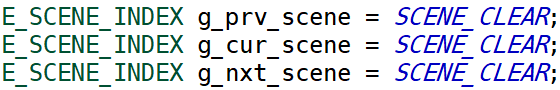 E_SCENE_INDEX g_prv_scene = SCENE_CLEAR;
E_SCENE_INDEX g_cur_scene = SCENE_CLEAR;
E_SCENE_INDEX g_nxt_scene = SCENE_CLEAR;